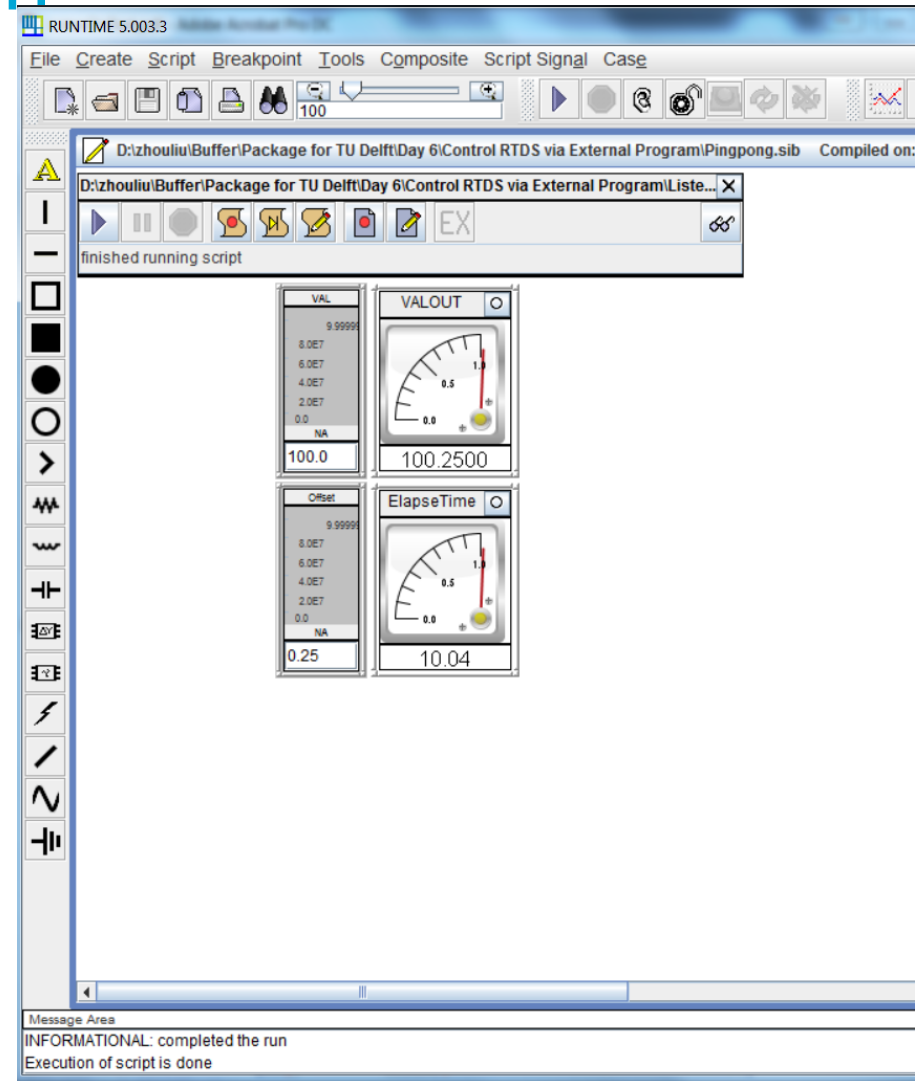 RUNTIME 5.003.3
File Create Script Breakpoint Tools Composite Script Signal Case
100
D:\zhouliu\Buffer\Package for TU Delft\Day 6\Control RTDS via External Program\Pingpong.sib Compiled on:
A
D:\zhouliu\Buffer\Package for TU Delft\Day 6\Control RTDS via External Program\Liste...
EX
finished running script
VAL
9.99999
8.0E7
6.0E7
4.0E7
2.0E7
0.0
NA
100.0
VALOUT
1.0
0.5
0.0
100.2500
Offset
9.99999
8.0E7
6.0E7
4.0E7
2.0E7
0.0
NA
0.25
ElapseTime
1.0
0.5
0.0
10.04
Message Area
INFORMATIONAL: completed the run
Execution of script is done